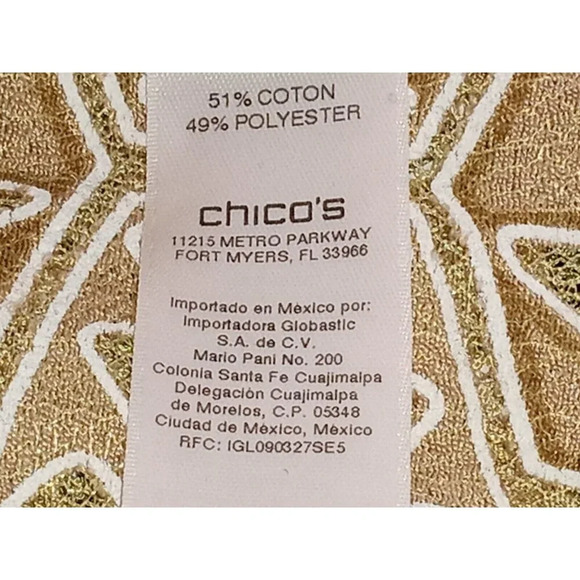 51% COTON
49% POLYESTER
chico's
11215 METRO PARKWAY
FORT MYERS, FL 33966
Importado en México por:
Importadora Globastic
S.A. de C.V.
Mario Pani No. 200
Colonía Santa Fe Cuajimalpa
Delegación Cuajimalpa
de Morelos, C.P. 05348
Ciudad de México, México
RFC: IGL090327SE5